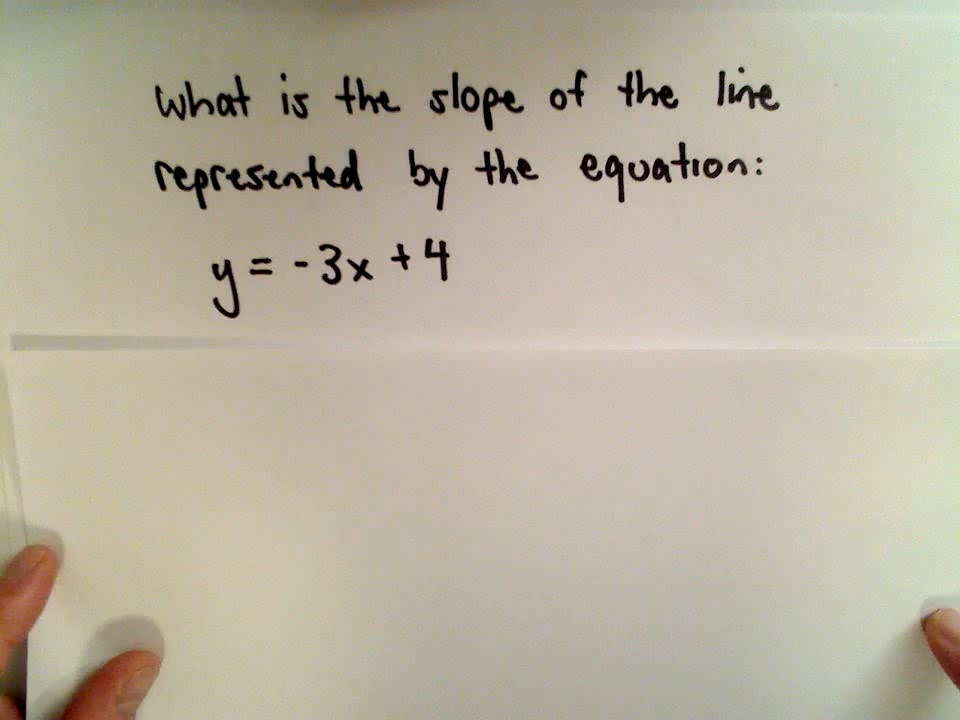 What is the slope of the line
represented by the equation:
y = -3x + 4